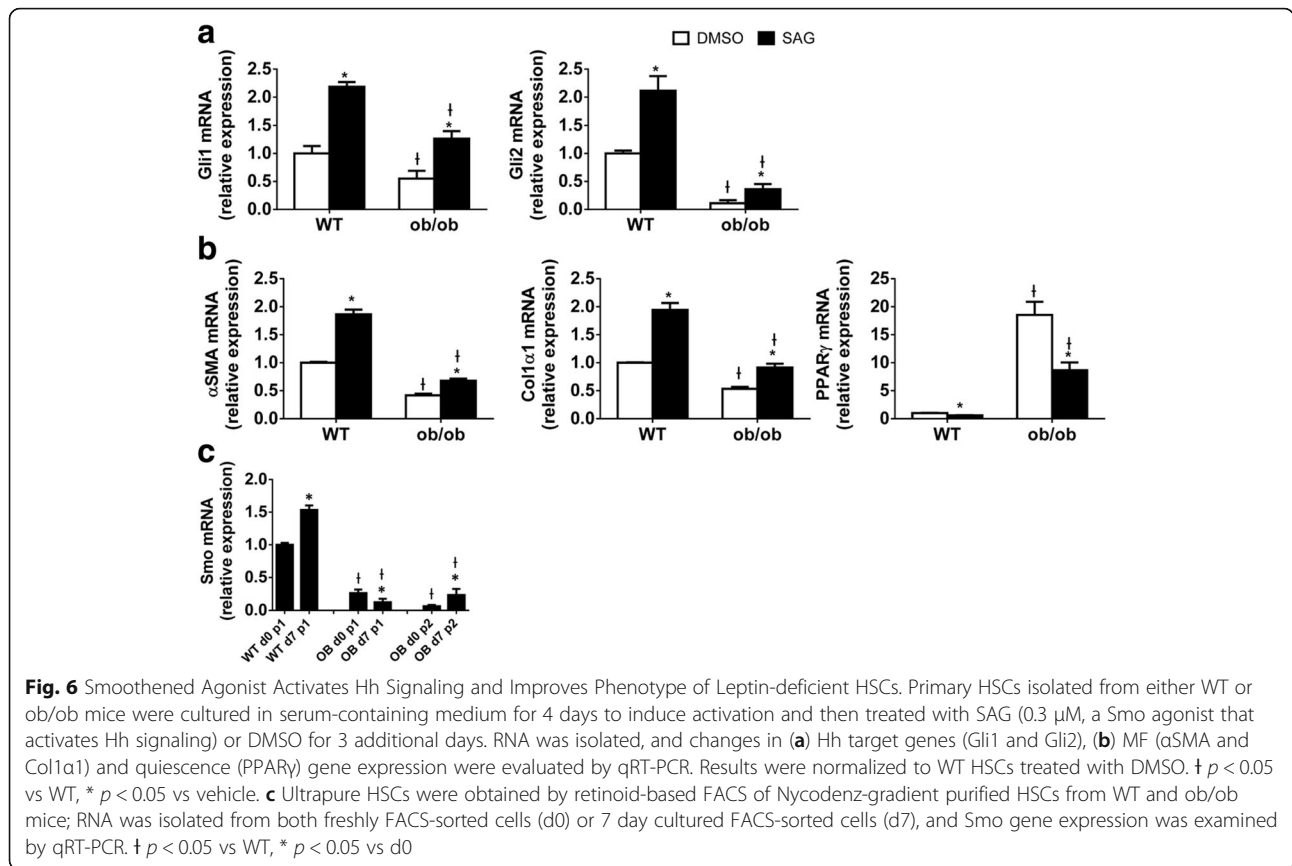 a
DMSO SAG
Gli1 mRNA
(relative expression)
2.5
2.0
1.5
1.0
0.5
0.0
*
ƚ
ƚ
*
WT ob/ob
Gli2 mRNA
(relative expression)
2.5
2.0
1.5
1.0
0.5
0.0
*
ƚ
ƚ
*
WT ob/ob
b
αSMA mRNA
(relative expression)
2.5
2.0
1.5
1.0
0.5
0.0
*
ƚ
ƚ
*
WT ob/ob
Col1α1 mRNA
(relative expression)
2.5
2.0
1.5
1.0
0.5
0.0
*
ƚ
ƚ
*
WT ob/ob
PPARγ mRNA
(relative expression)
25
20
15
10
5
0
*
ƚ
ƚ
*
WT ob/ob
c
Smo mRNA
(relative expression)
2.0
1.5
1.0
0.5
0.0
*
ƚ
ƚ
*
ƚ
ƚ
*
WT d0 p1
WT d7 p1
OB d0 p1
OB d7 p1
OB d0 p2
OB d7 p2
Fig. 6 Smoothened Agonist Activates Hh Signaling and Improves Phenotype of Leptin-deficient HSCs. Primary HSCs isolated from either WT or
ob/ob mice were cultured in serum-containing medium for 4 days to induce activation and then treated with SAG (0.3 μM, a Smo agonist that
activates Hh signaling) or DMSO for 3 additional days. RNA was isolated, and changes in (a) Hh target genes (Gli1 and Gli2), (b) MF (αSMA and
Col1α1) and quiescence (PPARγ) gene expression were evaluated by qRT-PCR. Results were normalized to WT HSCs treated with DMSO. ƚ p < 0.05
vs WT, * p < 0.05 vs vehicle. c Ultrapure HSCs were obtained by retinoid-based FACS of Nycodenz-gradient purified HSCs from WT and ob/ob
mice; RNA was isolated from both freshly FACS-sorted cells (d0) or 7 day cultured FACS-sorted cells (d7), and Smo gene expression was examined
by qRT-PCR. ƚ p < 0.05 vs WT, * p < 0.05 vs d0